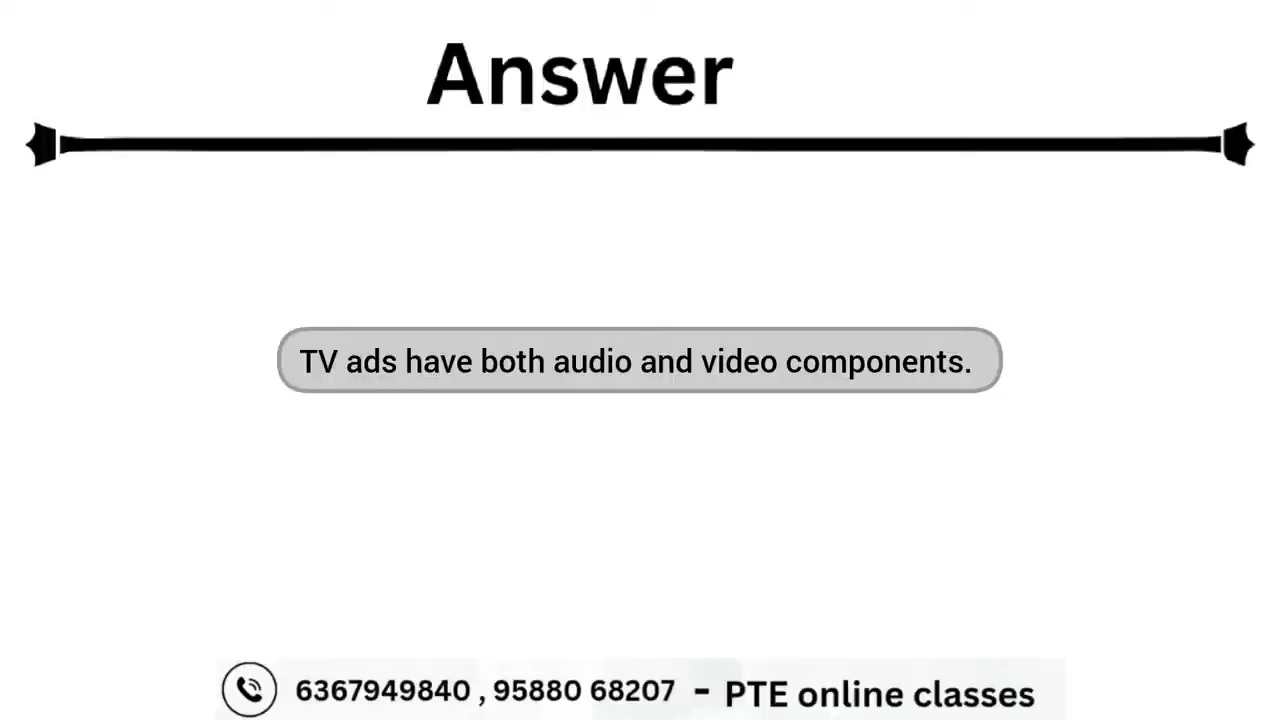 Answer
TV ads have both audio and video components.
6367949840 , 95880 68207 - PTE online classes